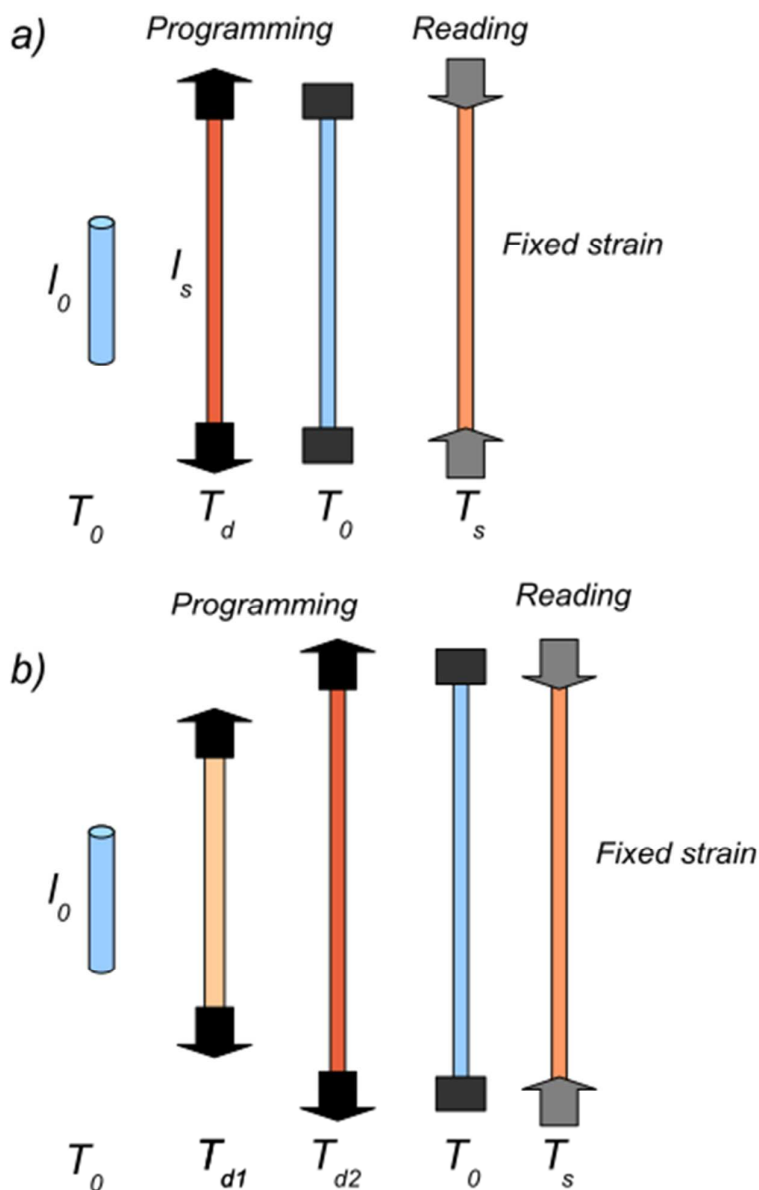 a)
Programming
Reading
l0
ls
Fixed strain
T0
Td
T0
Ts
Programming
Reading
b)
l0
Fixed strain
T0
Td1
Td2
T0
Ts